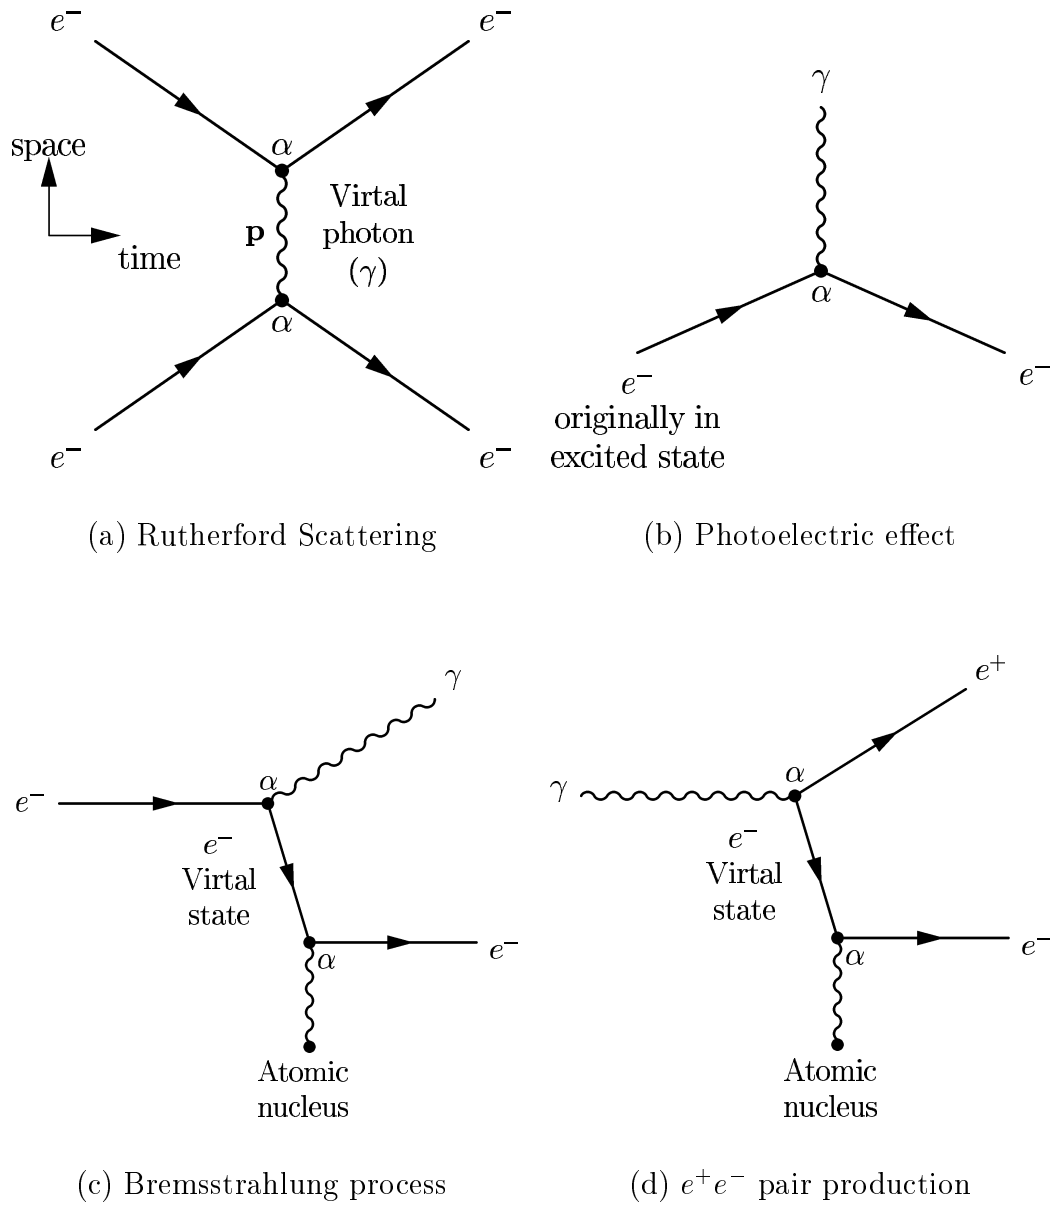 e⁻
e⁻
α
space
time
p
Virtal
photon
(γ)
α
e⁻
e⁻
(a) Rutherford Scattering
γ
α
e⁻
originally in
excited state
e⁻
(b) Photoelectric effect
γ
α
e⁻
e⁻
Virtal
state
α
e⁻
Atomic
nucleus
(c) Bremsstrahlung process
e⁺
α
γ
e⁻
Virtal
state
α
e⁻
Atomic
nucleus
(d) e⁺e⁻ pair production